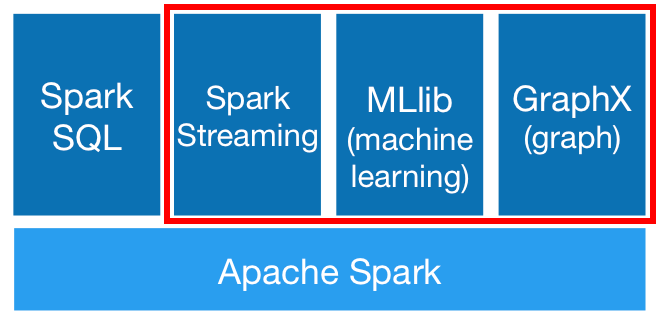 Spark
SQL
Spark
Streaming
MLlib
(machine
learning)
GraphX
(graph)
Apache Spark